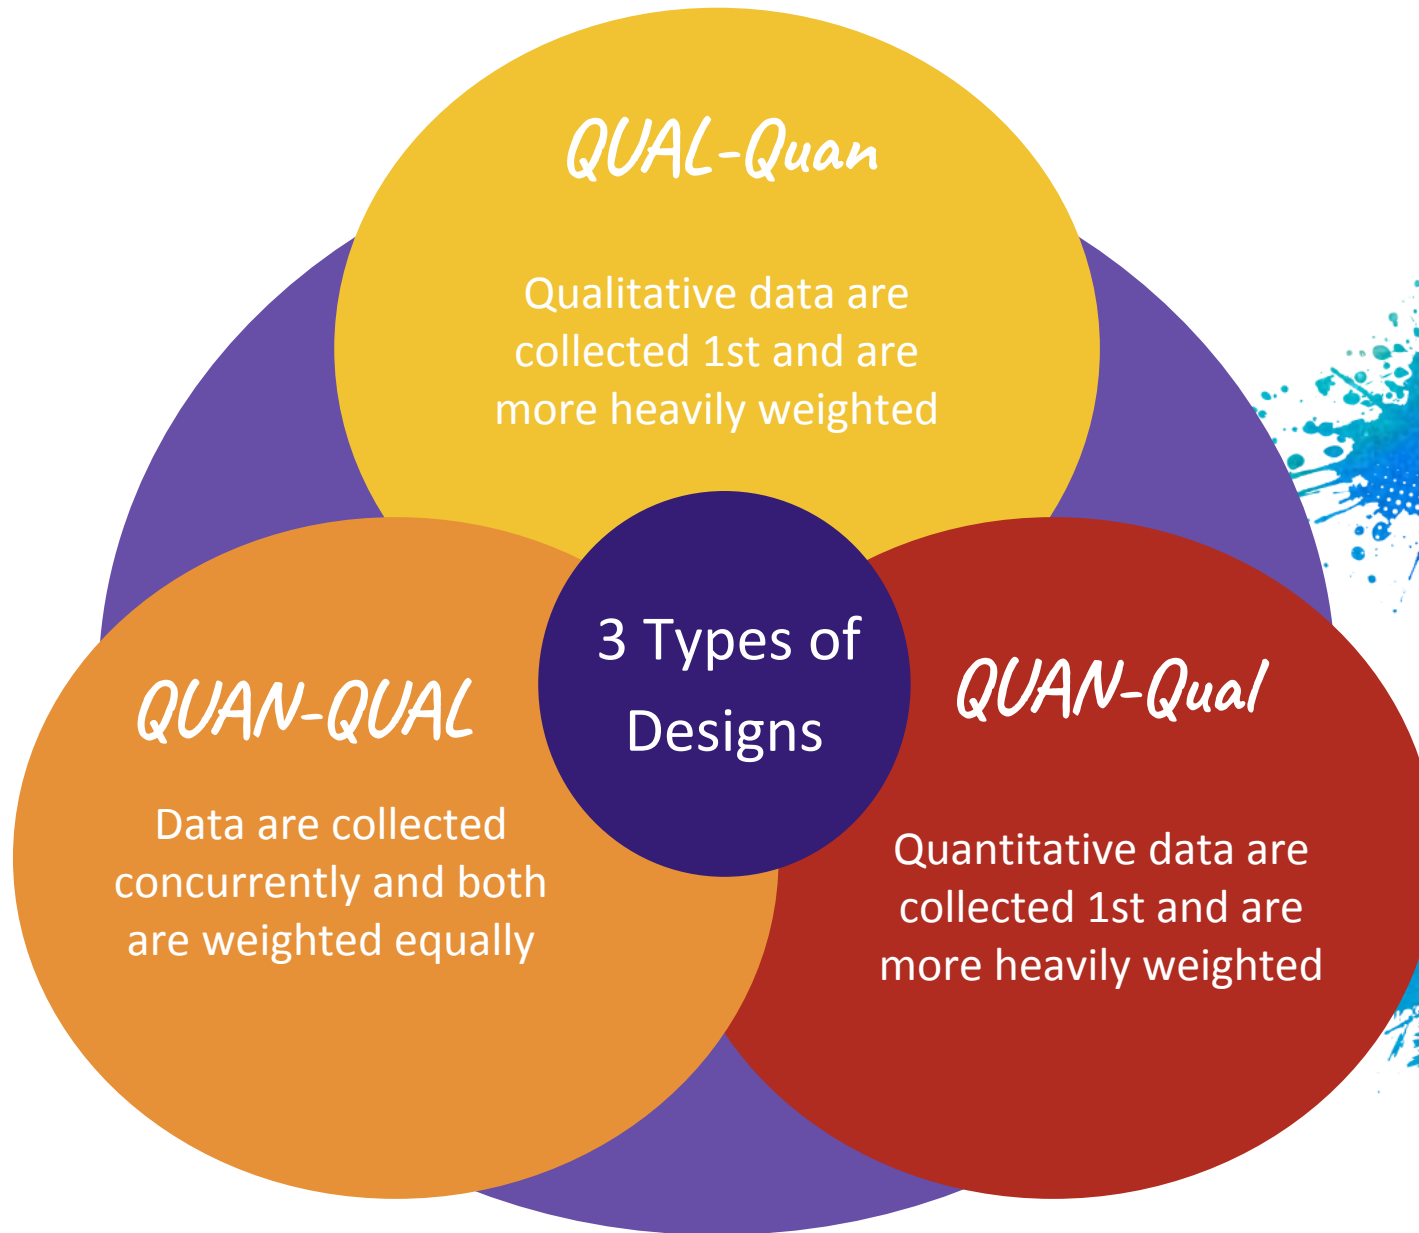 QUAL-Quan
Qualitative data are
collected 1st and are
more heavily weighted
3 Types of
Designs
QUAN-QUAL
Data are collected
concurrently and both
are weighted equally
QUAN-Qual
Quantitative data are
collected 1st and are
more heavily weighted